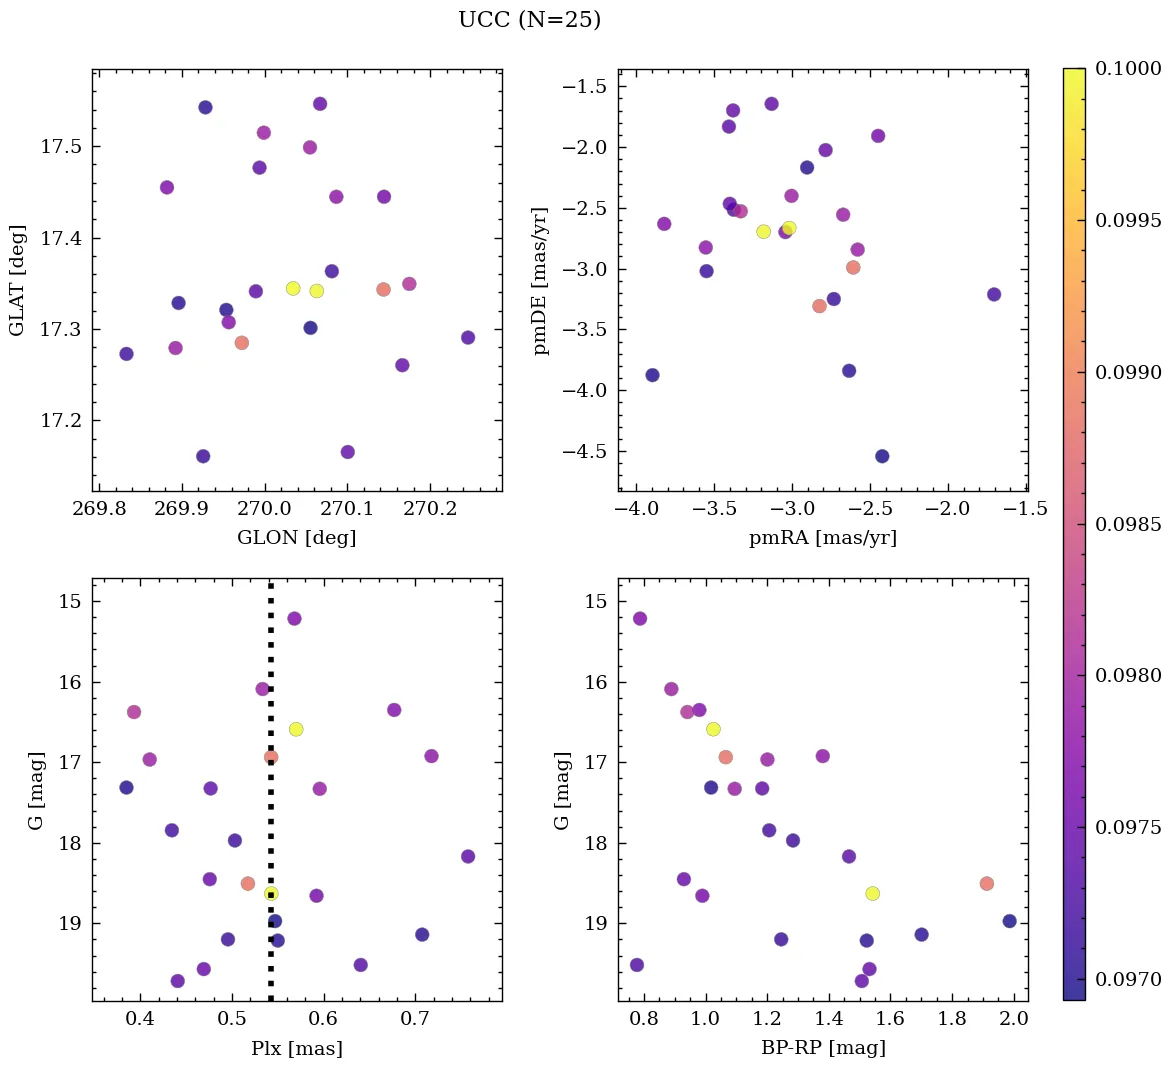 UCC (N=25)
17.5
17.4
17.3
17.2
GLAT [deg]
269.8 269.9 270.0 270.1 270.2
GLON [deg]
−1.5
−2.0
−2.5
−3.0
−3.5
−4.0
−4.5
pmDE [mas/yr]
−4.0 −3.5 −3.0 −2.5 −2.0 −1.5
pmRA [mas/yr]
0.1000
0.0995
0.0990
0.0985
0.0980
0.0975
0.0970
15
16
17
18
19
G [mag]
0.4 0.5 0.6 0.7
Plx [mas]
15
16
17
18
19
G [mag]
0.8 1.0 1.2 1.4 1.6 1.8 2.0
BP-RP [mag]